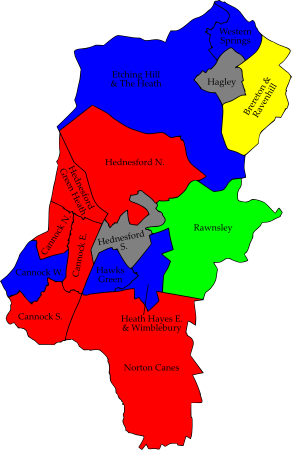 Western
Springs
Etching Hill
& The Heath
Hagley
Brereton &
Ravenhill
Hednesford N.
Hednesford
Green Heath
Rawnsley
Cannock N.
Cannock E.
Hednesford
S.
Cannock W.
Hawks
Green
Cannock S.
Heath Hayes E.
& Wimblebury
Norton Canes